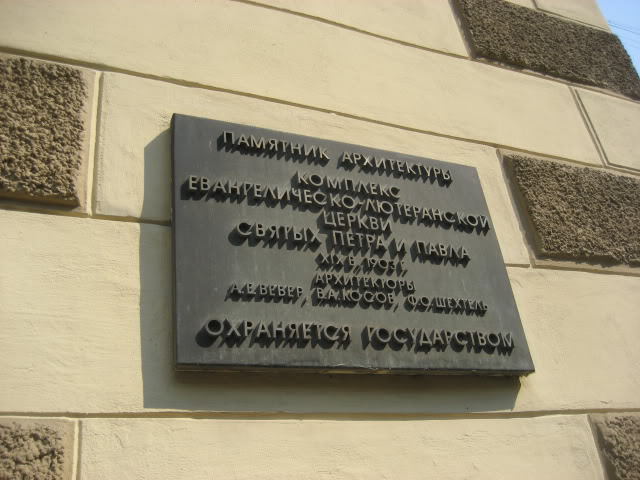 ПАМЯТНИК АРХИТЕКТУРЫ
КОМПЛЕКС
ЕВАНГЕЛИЧЕСКО-ЛЮТЕРАНСКОЙ
ЦЕРКВИ
СВЯТЫХ ПЕТРА И ПАВЛА
XIX В. 1905 Г.
АРХИТЕКТОРЫ
А.Ф.ВЕБЕР, В.А.КОСОВ, Ф.О.ШЕХТЕЛЬ
ОХРАНЯЕТСЯ ГОСУДАРСТВОМ